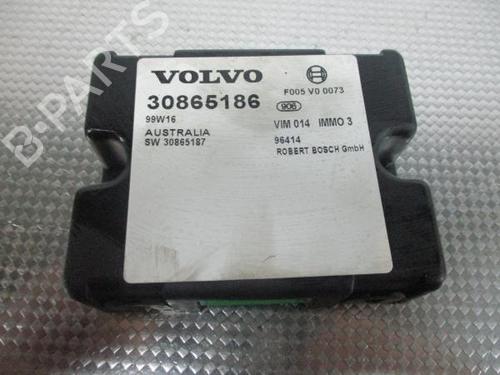 VOLVO
F005 V0 0073
30865186
906
99W16
VIM 014 IMMO 3
AUSTRALIA
96414
SW 30865187
ROBERT BOSCH GmbH
B-PARTS